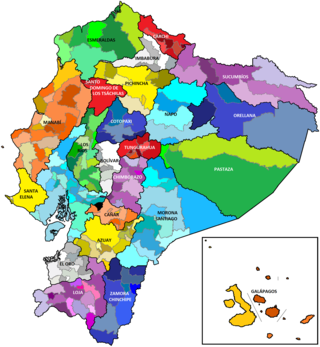 ESMERALDAS
CARCHI
IMBABURA
SUCUMBÍOS
SANTO
DOMINGO DE
LOS TSÁCHILAS
PICHINCHA
ORELLANA
NAPO
MANABÍ
COTOPAXI
LOS
TUNGURAHUA
BOLÍVAR
PASTAZA
CHIMBORAZO
SANTA
ELENA
MORONA
SANTIAGO
CAÑAR
AZUAY
EL ORO
LOJA
ZAMORA
CHINCHIPE
GALÁPAGOS